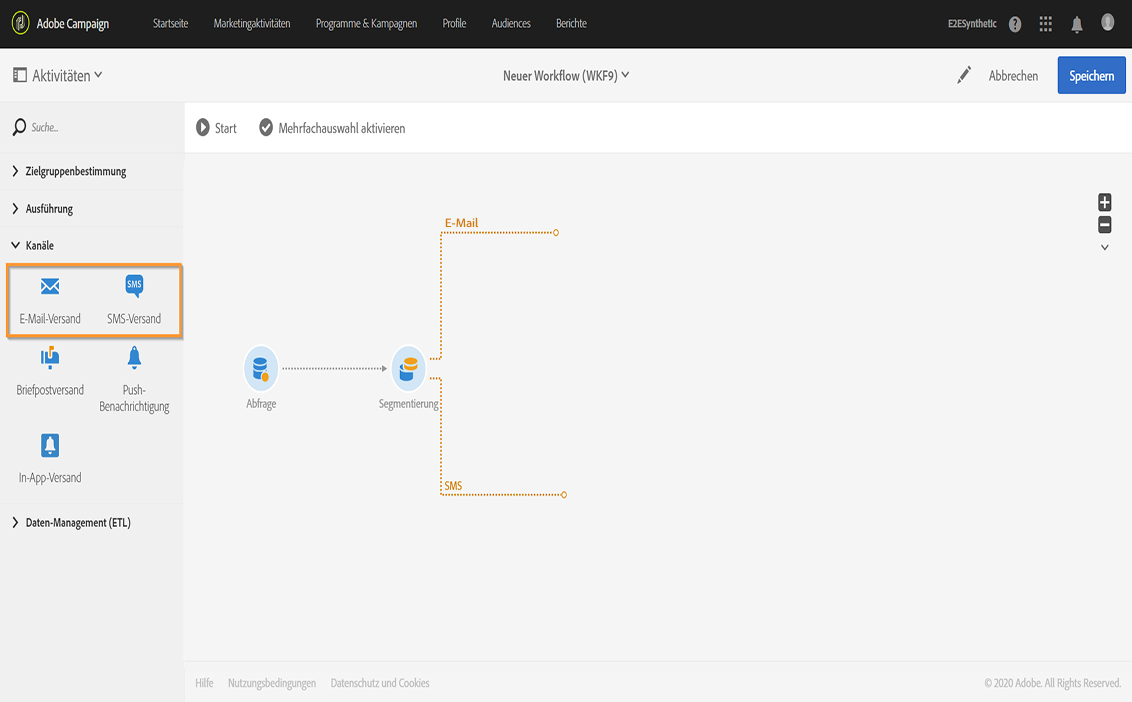 Adobe Campaign Startseite Marketingaktivitäten Programme & Kampagnen Profile Audiences Berichte E2ESynthetic
Aktivitäten Neuer Workflow (WKF9) Abbrechen Speichern
Suche...
Start Mehrfachauswahl aktivieren
Zielgruppenbestimmung
Ausführung
Kanäle
E-Mail-Versand SMS-Versand
SMS
Briefpostversand Push-
Benachrichtigung
In-App-Versand
Daten-Management (ETL)
E-Mail
Abfrage Segmentierung
SMS
Hilfe Nutzungsbedingungen Datenschutz und Cookies © 2020 Adobe. All Rights Reserved.